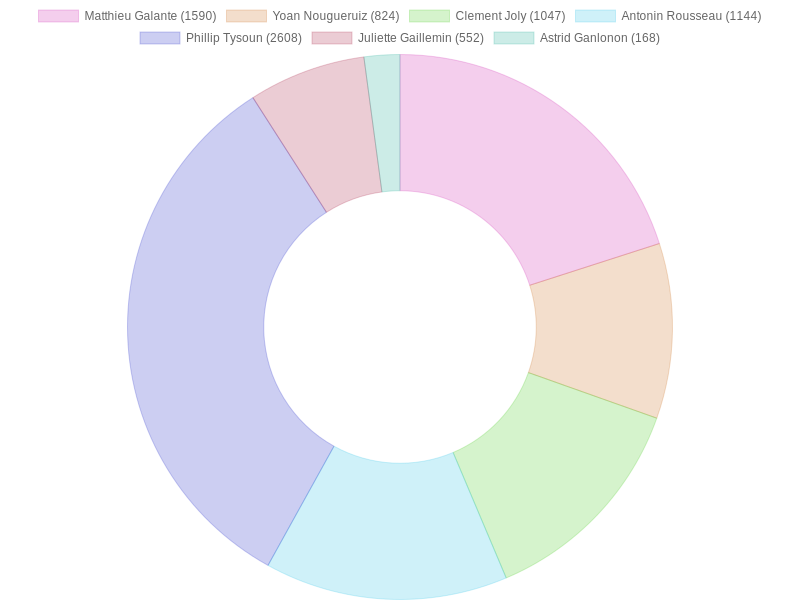 Matthieu Galante (1590) Yoan Nougueruiz (824) Clement Joly (1047) Antonin Rousseau (1144)
Phillip Tysoun (2608) Juliette Gaillemin (552) Astrid Ganlonon (168)